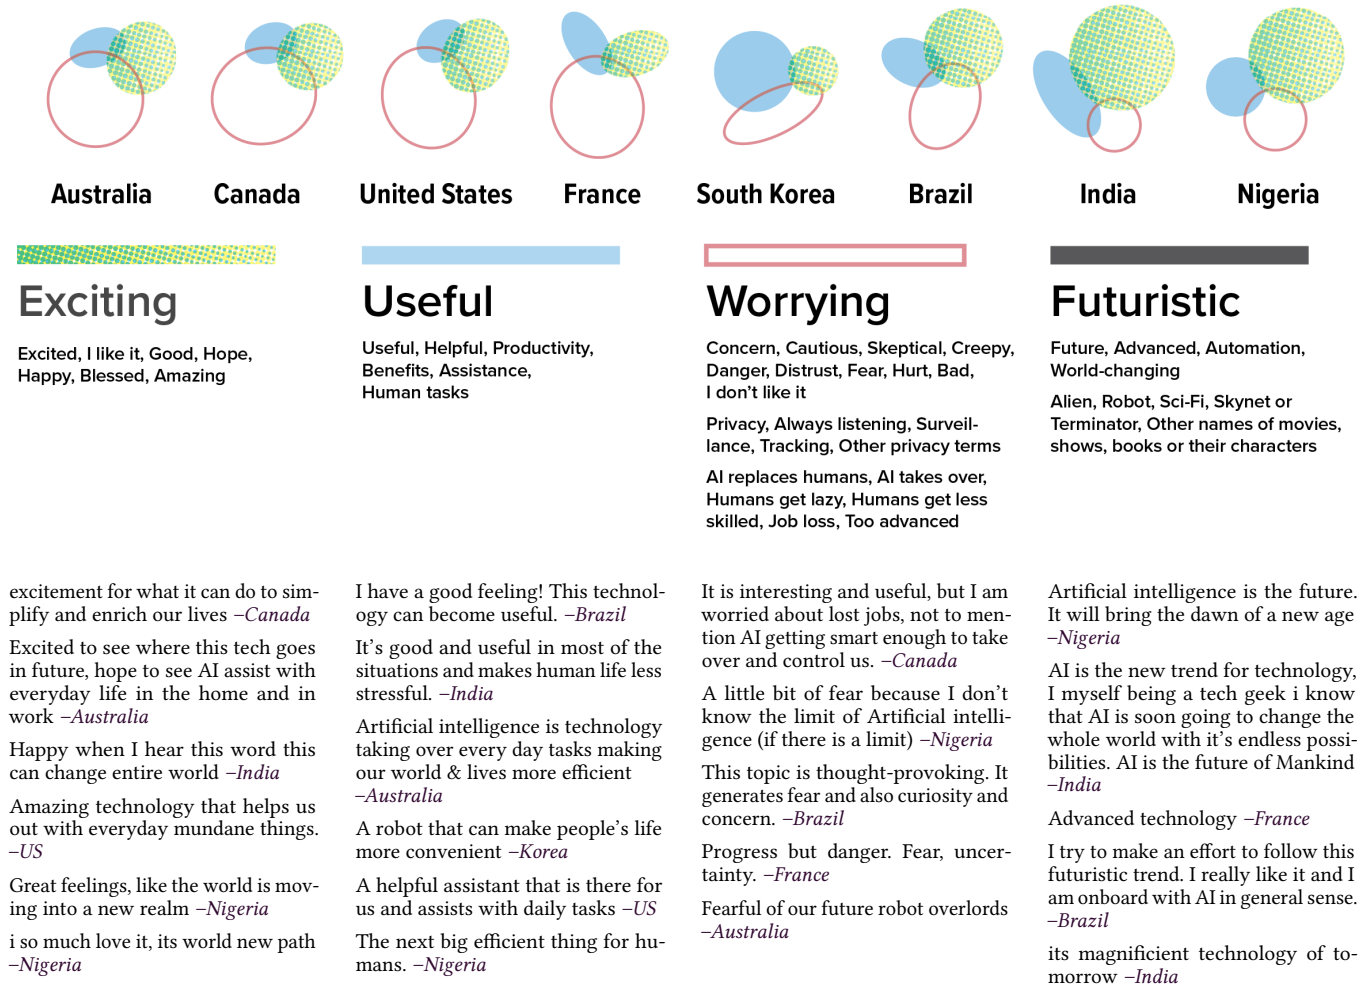 Australia
Canada
United States
France
South Korea
Brazil
India
Nigeria
Exciting
Excited, I like it, Good, Hope,
Happy, Blessed, Amazing
Useful
Useful, Helpful, Productivity,
Benefits, Assistance,
Human tasks
Worrying
Concern, Cautious, Skeptical, Creepy,
Danger, Distrust, Fear, Hurt, Bad,
I don’t like it
Privacy, Always listening, Surveil-
lance, Tracking, Other privacy terms
AI replaces humans, AI takes over,
Humans get lazy, Humans get less
skilled, Job loss, Too advanced
Futuristic
Future, Advanced, Automation,
World-changing
Alien, Robot, Sci-Fi, Skynet or
Terminator, Other names of movies,
shows, books or their characters
excitement for what it can do to sim-
plify and enrich our lives –Canada
Excited to see where this tech goes
in future, hope to see AI assist with
everyday life in the home and in
work –Australia
Happy when I hear this word this
can change entire world –India
Amazing technology that helps us
out with everyday mundane things.
–US
Great feelings, like the world is mov-
ing into a new realm –Nigeria
i so much love it, its world new path
–Nigeria
I have a good feeling! This technol-
ogy can become useful. –Brazil
It’s good and useful in most of the
situations and makes human life less
stressful. –India
Artificial intelligence is technology
taking over every day tasks making
our world & lives more efficient
–Australia
A robot that can make people’s life
more convenient –Korea
A helpful assistant that is there for
us and assists with daily tasks –US
The next big efficient thing for hu-
mans. –Nigeria
It is interesting and useful, but I am
worried about lost jobs, not to men-
tion AI getting smart enough to take
over and control us. –Canada
A little bit of fear because I don’t
know the limit of Artificial intelli-
gence (if there is a limit) –Nigeria
This topic is thought-provoking. It
generates fear and also curiosity and
concern. –Brazil
Progress but danger. Fear, uncer-
tainty. –France
Fearful of our future robot overlords
–Australia
Artificial intelligence is the future.
It will bring the dawn of a new age
–Nigeria
AI is the new trend for technology,
I myself being a tech geek i know
that AI is soon going to change the
whole world with it’s endless possi-
bilities. AI is the future of Mankind
–India
Advanced technology –France
I try to make an effort to follow this
futuristic trend. I really like it and I
am onboard with AI in general sense.
–Brazil
its magnificient technology of to-
morrow –India